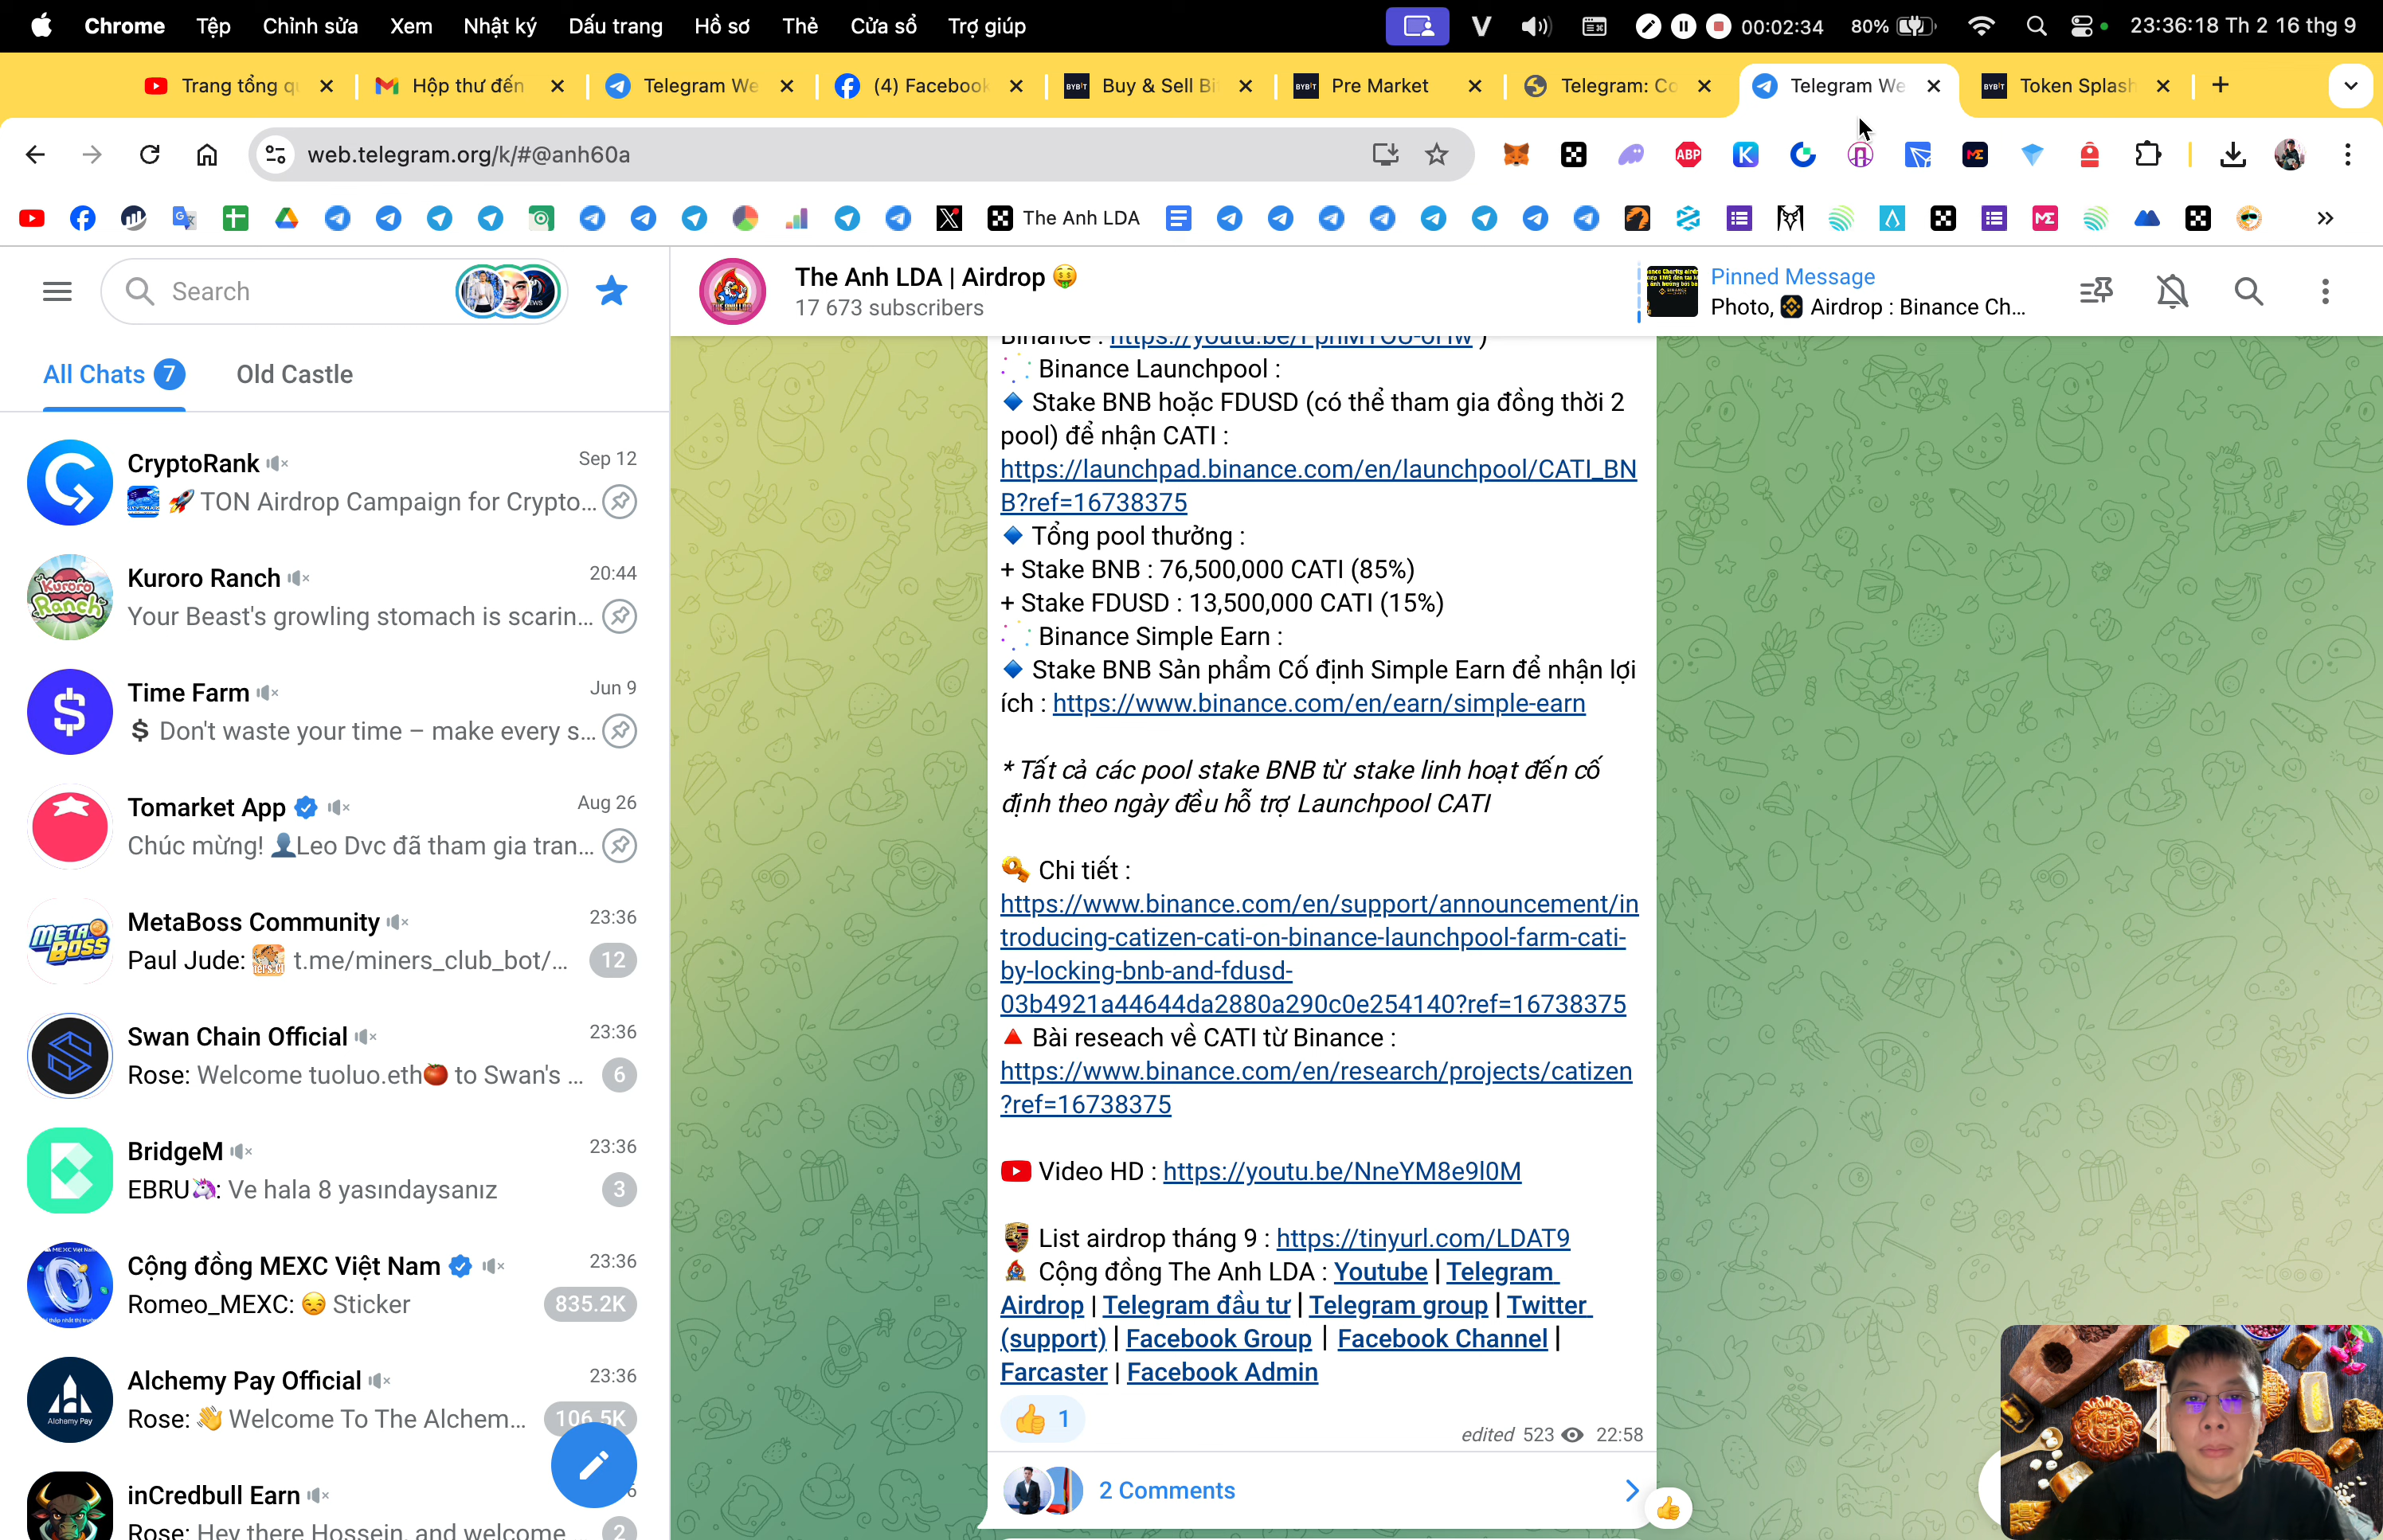 Chrome Tệp Chỉnh sửa Xem Nhật ký Dấu trang Hồ sơ Thẻ Cửa sổ Trợ giúp 00:02:34 80% 23:36:18 Th 2 16 thg 9
Trang tổng qu Hộp thư đến Telegram We (4) Facebook Buy & Sell Bi Pre Market Telegram: Co Telegram We Token Splash
web.telegram.org/k/#@anh60a
The Anh LDA
Search
The Anh LDA | Airdrop
17 673 subscribers
Pinned Message
Photo, Airdrop : Binance Ch...
All Chats 7 Old Castle
CryptoRank Sep 12
🚀 TON Airdrop Campaign for Crypto...
Kuroro Ranch 20:44
Your Beast's growling stomach is scarin...
Time Farm Jun 9
$ Don't waste your time – make every s...
Tomarket App Aug 26
Chúc mừng! 👤Leo Dvc đã tham gia tran...
MetaBoss Community 23:36
Paul Jude: t.me/miners_club_bot/... 12
Swan Chain Official 23:36
Rose: Welcome tuoluo.eth🍅 to Swan's ... 6
BridgeM 23:36
EBRU🦄: Ve hala 8 yasındaysanız 3
Cộng đồng MEXC Việt Nam 23:36
Romeo_MEXC: 😒 Sticker 835.2K
Alchemy Pay Official 23:36
Rose: 👋 Welcome To The Alchem... 106.5K
inCredbull Earn
Rose: Hey there Hossein, and welcome... 2
Binance Launchpool :
🔹 Stake BNB hoặc FDUSD (có thể tham gia đồng thời 2
pool) để nhận CATI :
https://launchpad.binance.com/en/launchpool/CATI_BN
B?ref=16738375
🔹 Tổng pool thưởng :
+ Stake BNB : 76,500,000 CATI (85%)
+ Stake FDUSD : 13,500,000 CATI (15%)
Binance Simple Earn :
🔹 Stake BNB Sản phẩm Cố định Simple Earn để nhận lợi
ích : https://www.binance.com/en/earn/simple-earn
* Tất cả các pool stake BNB từ stake linh hoạt đến cố
định theo ngày đều hỗ trợ Launchpool CATI
Chi tiết :
https://www.binance.com/en/support/announcement/in
troducing-catizen-cati-on-binance-launchpool-farm-cati-
by-locking-bnb-and-fdusd-
03b4921a44644da2880a290c0e254140?ref=16738375
🔺 Bài reseach về CATI từ Binance :
https://www.binance.com/en/research/projects/catizen
?ref=16738375
Video HD : https://youtu.be/NneYM8e9l0M
List airdrop tháng 9 : https://tinyurl.com/LDAT9
Cộng đồng The Anh LDA : Youtube | Telegram
Airdrop | Telegram đầu tư | Telegram group | Twitter
(support) | Facebook Group | Facebook Channel |
Farcaster | Facebook Admin
👍 1
edited 523 22:58
2 Comments